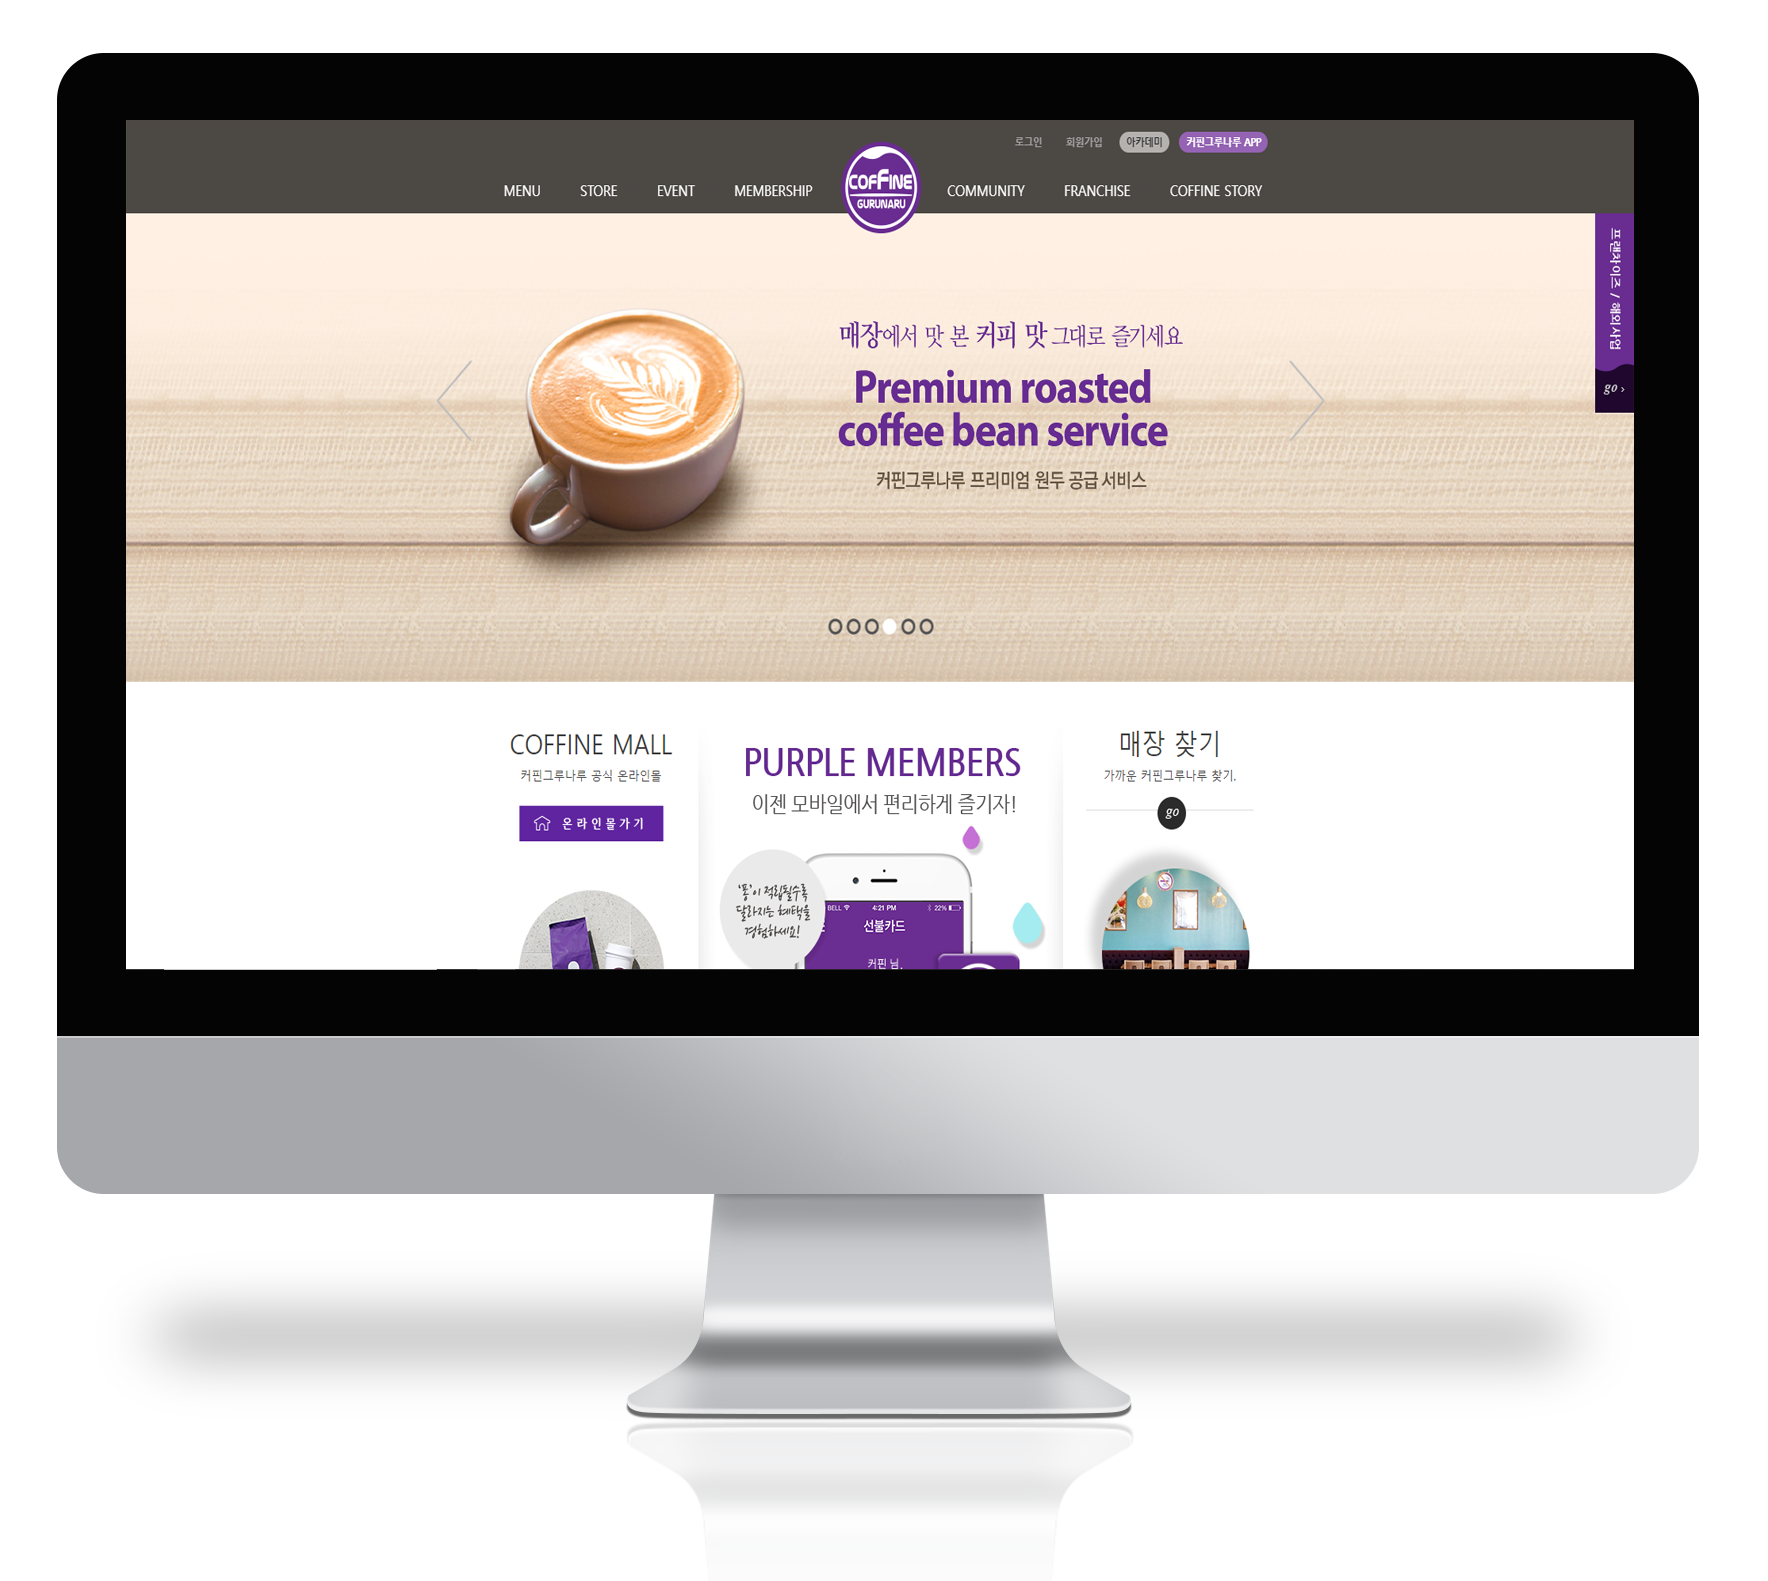 로그인 회원가입 아카데미 커핀그루나루 APP
MENU STORE EVENT MEMBERSHIP COFFINE GURUNARU COMMUNITY FRANCHISE COFFINE STORY
프랜차이즈 / 해외사업
go ›
매장에서 맛 본 커피 맛 그대로 즐기세요
Premium roasted
coffee bean service
커핀그루나루 프리미엄 원두 공급 서비스
COFFINE MALL
커핀그루나루 공식 온라인몰
온라인몰가기
PURPLE MEMBERS
이젠 모바일에서 편리하게 즐기자!
'퐁'이 적립될수록
달라지는 혜택을
경험하세요!
BELL 4:21 PM 22%
선불카드
커핀 님,
매장 찾기
가까운 커핀그루나루 찾기.
go